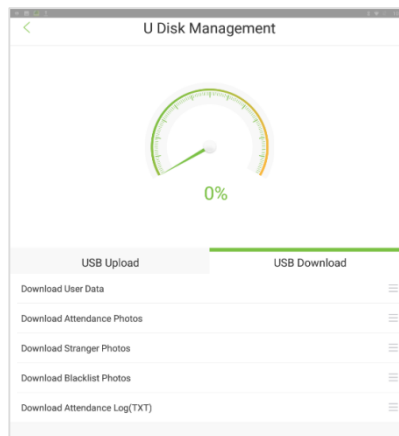 U Disk Management
0%
USB Upload
USB Download
Download User Data
Download Attendance Photos
Download Stranger Photos
Download Blacklist Photos
Download Attendance Log(TXT)